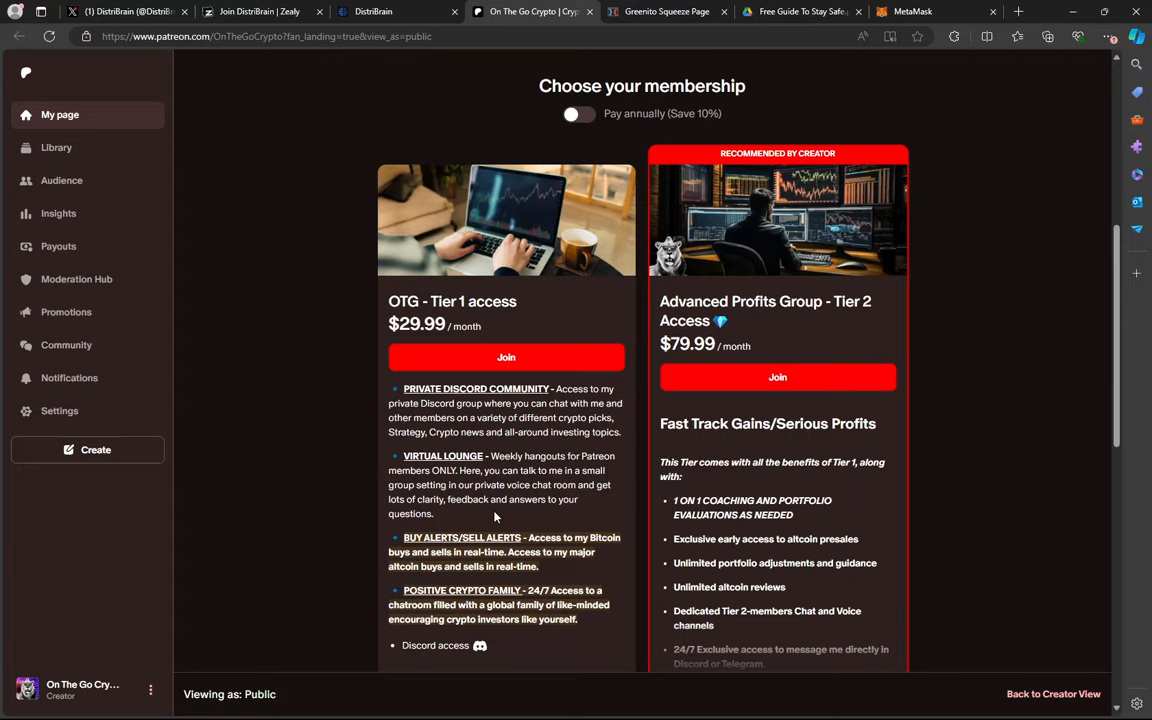 (1) DistriBrain (@DistriBr
Join DistriBrain | Zealy
DistriBrain
On The Go Crypto | Cryp
Greenito Squeeze Page
Free Guide To Stay Safe.p
MetaMask
https://www.patreon.com/OnTheGoCrypto?fan_landing=true&view_as=public
My page
Library
Audience
Insights
Payouts
Moderation Hub
Promotions
Community
Notifications
Settings
Create
On The Go Cry...
Creator
Choose your membership
Pay annually (Save 10%)
OTG - Tier 1 access
$29.99 / month
Join
PRIVATE DISCORD COMMUNITY - Access to my
private Discord group where you can chat with me and
other members on a variety of different crypto picks,
Strategy, Crypto news and all-around investing topics.
VIRTUAL LOUNGE - Weekly hangouts for Patreon
members ONLY. Here, you can talk to me in a small
group setting in our private voice chat room and get
lots of clarity, feedback and answers to your
questions.
BUY ALERTS/SELL ALERTS - Access to my Bitcoin
buys and sells in real-time. Access to my major
altcoin buys and sells in real-time.
POSITIVE CRYPTO FAMILY - 24/7 Access to a
chatroom filled with a global family of like-minded
encouraging crypto investors like yourself.
• Discord access
RECOMMENDED BY CREATOR
Advanced Profits Group - Tier 2
Access 💎
$79.99 / month
Join
Fast Track Gains/Serious Profits
This Tier comes with all the benefits of Tier 1, along
with:
• 1 ON 1 COACHING AND PORTFOLIO
EVALUATIONS AS NEEDED
• Exclusive early access to altcoin presales
• Unlimited portfolio adjustments and guidance
• Unlimited altcoin reviews
• Dedicated Tier 2-members Chat and Voice
channels
• 24/7 Exclusive access to message me directly in
Discord or Telegram.
Viewing as: Public
Back to Creator View